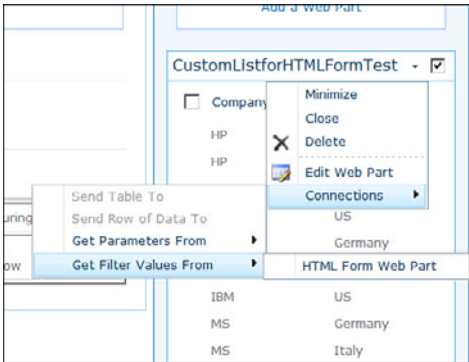 Add a Web Part
CustomListforHTMLFormTest
Company
Minimize
HP
Close
HP
Delete
Edit Web Part
Connections
Send Table To
Send Row of Data To
US
Get Parameters From
Germany
Get Filter Values From
HTML Form Web Part
IBM US
MS Germany
MS Italy